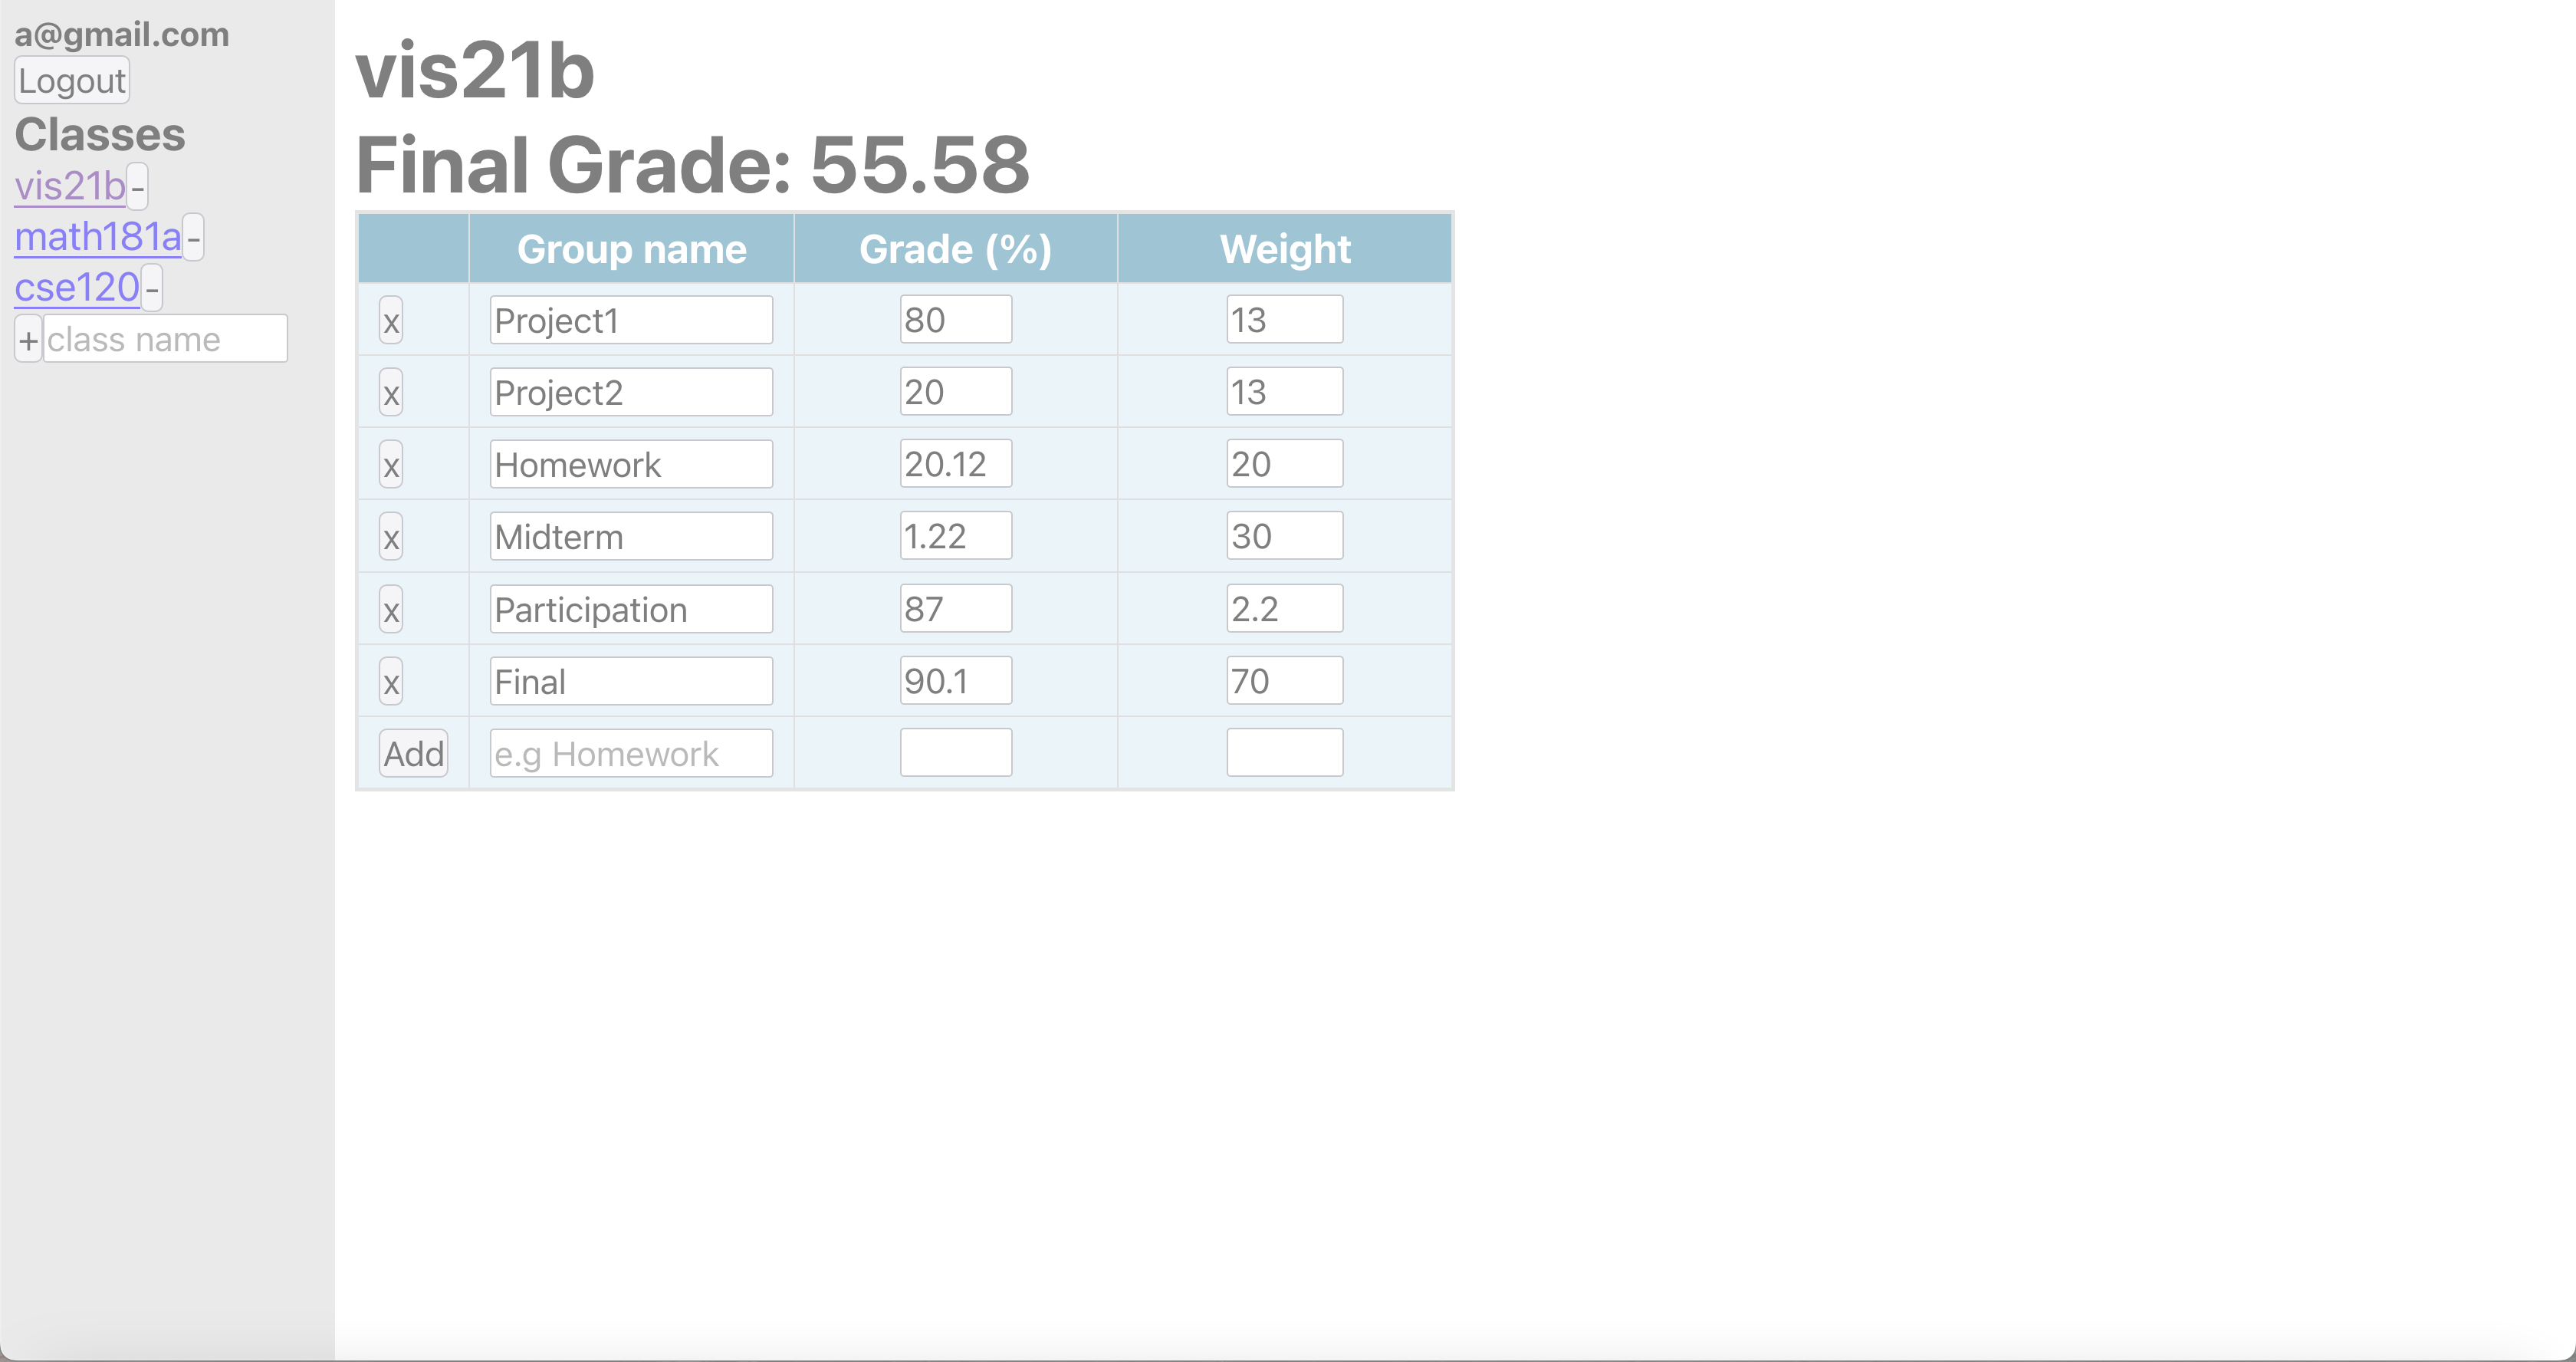 a@gmail.com
Logout
Classes
vis21b -
math181a -
cse120 -
+ class name
vis21b
Final Grade: 55.58
Group name Grade (%) Weight
x Project1 80 13
x Project2 20 13
x Homework 20.12 20
x Midterm 1.22 30
x Participation 87 2.2
x Final 90.1 70
Add e.g Homework